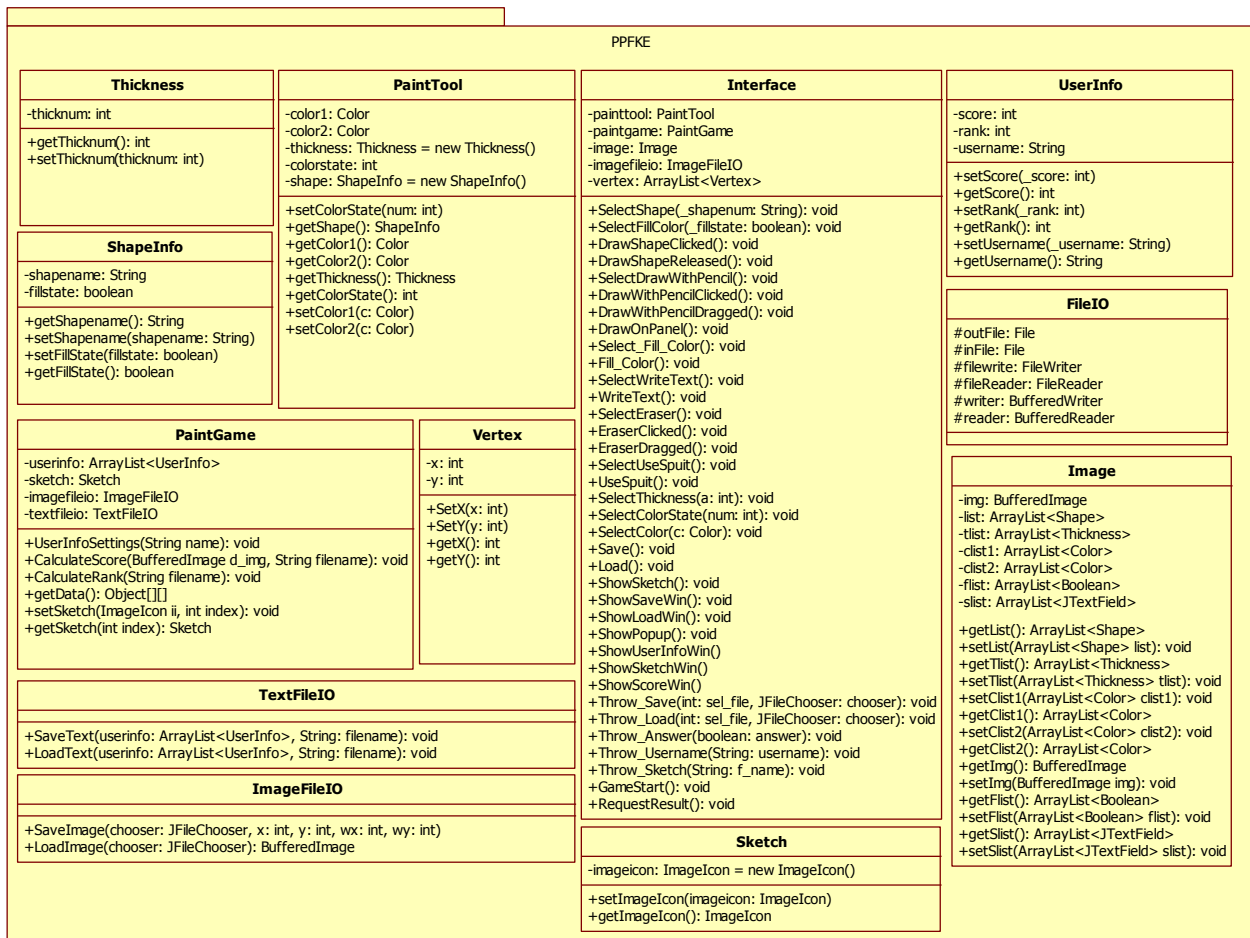 PPFKE
Thickness
-thicknum: int
+getThicknum(): int
+setThicknum(thicknum: int)
PaintTool
-color1: Color
-color2: Color
-thickness: Thickness = new Thickness()
-colorstate: int
-shape: ShapeInfo = new ShapeInfo()
+setColorState(num: int)
+getShape(): ShapeInfo
+getColor1(): Color
+getColor2(): Color
+getThickness(): Thickness
+getColorState(): int
+setColor1(c: Color)
+setColor2(c: Color)
Interface
-painttool: PaintTool
-paintgame: PaintGame
-image: Image
-imagefileio: ImageFileIO
-vertex: ArrayList<Vertex>
+SelectShape(_shapenum: String): void
+SelectFillColor(_fillstate: boolean): void
+DrawShapeClicked(): void
+DrawShapeReleased(): void
+SelectDrawWithPencil(): void
+DrawWithPencilClicked(): void
+DrawWithPencilDragged(): void
+DrawOnPanel(): void
+Select_Fill_Color(): void
+Fill_Color(): void
+SelectWriteText(): void
+WriteText(): void
+SelectEraser(): void
+EraserClicked(): void
+EraserDragged(): void
+SelectUseSpuit(): void
+UseSpuit(): void
+SelectThickness(a: int): void
+SelectColorState(num: int): void
+SelectColor(c: Color): void
+Save(): void
+Load(): void
+ShowSketch(): void
+ShowSaveWin(): void
+ShowLoadWin(): void
+ShowPopup(): void
+ShowUserInfoWin()
+ShowSketchWin()
+ShowScoreWin()
+Throw_Save(int: sel_file, JFileChooser: chooser): void
+Throw_Load(int: sel_file, JFileChooser: chooser): void
+Throw_Answer(boolean: answer): void
+Throw_Username(String: username): void
+Throw_Sketch(String: f_name): void
+GameStart(): void
+RequestResult(): void
UserInfo
-score: int
-rank: int
-username: String
+setScore(_score: int)
+getScore(): int
+setRank(_rank: int)
+getRank(): int
+setUsername(_username: String)
+getUsername(): String
ShapeInfo
-shapename: String
-fillstate: boolean
+getShapename(): String
+setShapename(shapename: String)
+setFillState(fillstate: boolean)
+getFillState(): boolean
FileIO
#outFile: File
#inFile: File
#filewrite: FileWriter
#fileReader: FileReader
#writer: BufferedWriter
#reader: BufferedReader
PaintGame
-userinfo: ArrayList<UserInfo>
-sketch: Sketch
-imagefileio: ImageFileIO
-textfileio: TextFileIO
+UserInfoSettings(String name): void
+CalculateScore(BufferedImage d_img, String filename): void
+CalculateRank(String filename): void
+getData(): Object[][]
+setSketch(ImageIcon ii, int index): void
+getSketch(int index): Sketch
Vertex
-x: int
-y: int
+SetX(x: int)
+SetY(y: int)
+getX(): int
+getY(): int
Image
-img: BufferedImage
-list: ArrayList<Shape>
-tlist: ArrayList<Thickness>
-clist1: ArrayList<Color>
-clist2: ArrayList<Color>
-flist: ArrayList<Boolean>
-slist: ArrayList<JTextField>
+getList(): ArrayList<Shape>
+setList(ArrayList<Shape> list): void
+getTlist(): ArrayList<Thickness>
+setTlist(ArrayList<Thickness> tlist): void
+setClist1(ArrayList<Color> clist1): void
+getClist1(): ArrayList<Color>
+setClist2(ArrayList<Color> clist2): void
+getClist2(): ArrayList<Color>
+getImg(): BufferedImage
+setImg(BufferedImage img): void
+getFlist(): ArrayList<Boolean>
+setFlist(ArrayList<Boolean> flist): void
+getSlist(): ArrayList<JTextField>
+setSlist(ArrayList<JTextField> slist): void
TextFileIO
+SaveText(userinfo: ArrayList<UserInfo>, String: filename): void
+LoadText(userinfo: ArrayList<UserInfo>, String: filename): void
ImageFileIO
+SaveImage(chooser: JFileChooser, x: int, y: int, wx: int, wy: int)
+LoadImage(chooser: JFileChooser): BufferedImage
Sketch
-imageicon: ImageIcon = new ImageIcon()
+setImageIcon(imageicon: ImageIcon)
+getImageIcon(): ImageIcon